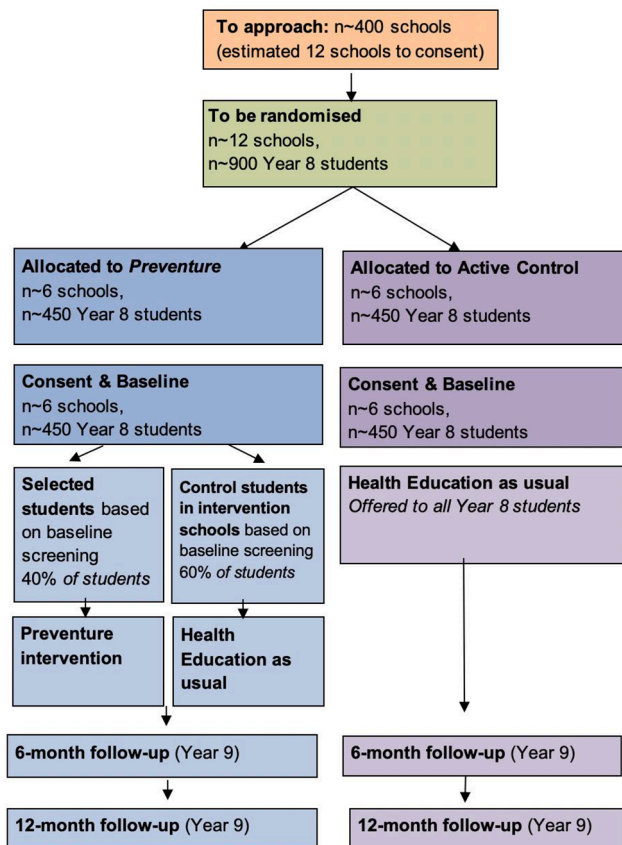 To approach: n~400 schools
(estimated 12 schools to consent)
To be randomised
n~12 schools,
n~900 Year 8 students
Allocated to Preventure
n~6 schools,
n~450 Year 8 students
Allocated to Active Control
n~6 schools,
n~450 Year 8 students
Consent & Baseline
n~6 schools,
n~450 Year 8 students
Consent & Baseline
n~6 schools,
n~450 Year 8 students
Selected
students based
on baseline
screening
40% of students
Control students
in intervention
schools based on
baseline screening
60% of students
Health Education as usual
Offered to all Year 8 students
Preventure
intervention
Health
Education as
usual
6-month follow-up (Year 9)
6-month follow-up (Year 9)
12-month follow-up (Year 9)
12-month follow-up (Year 9)